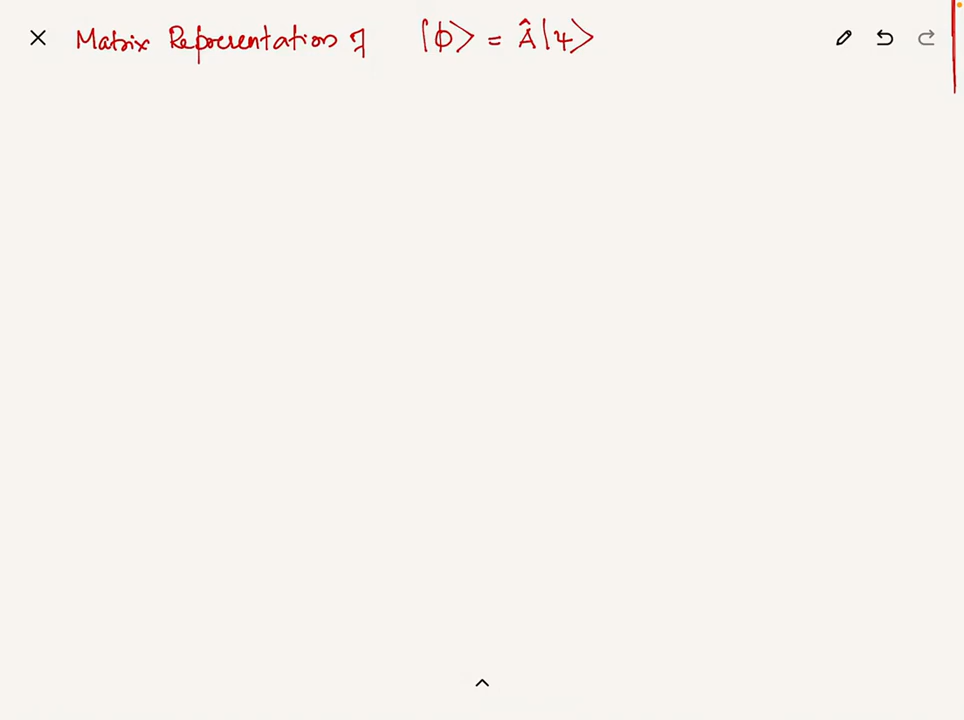 Matrix Representation of |ϕ⟩ = Â|ψ⟩